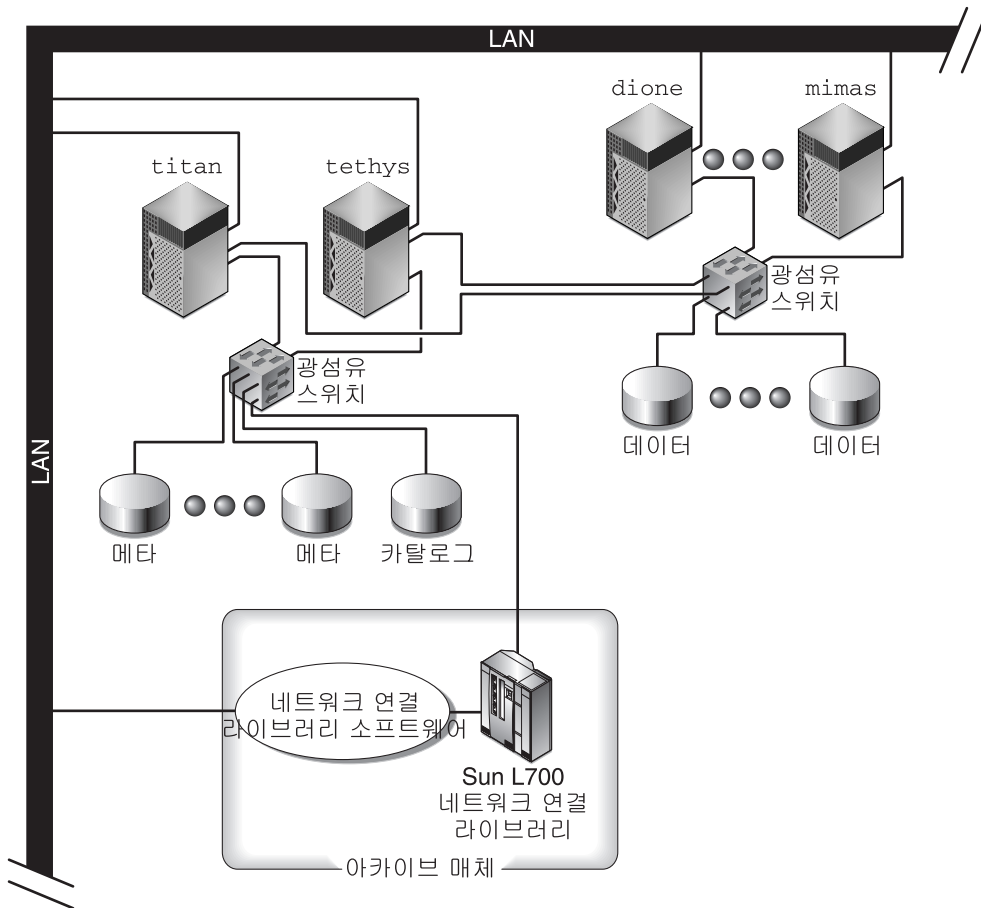 LAN
dione
mimas
titan
tethys
광섬유
스위치
광섬유
스위치
데이터
데이터
LAN
메타
메타
카탈로그
네트워크 연결
라이브러리 소프트웨어
Sun L700
네트워크 연결
라이브러리
아카이브 매체